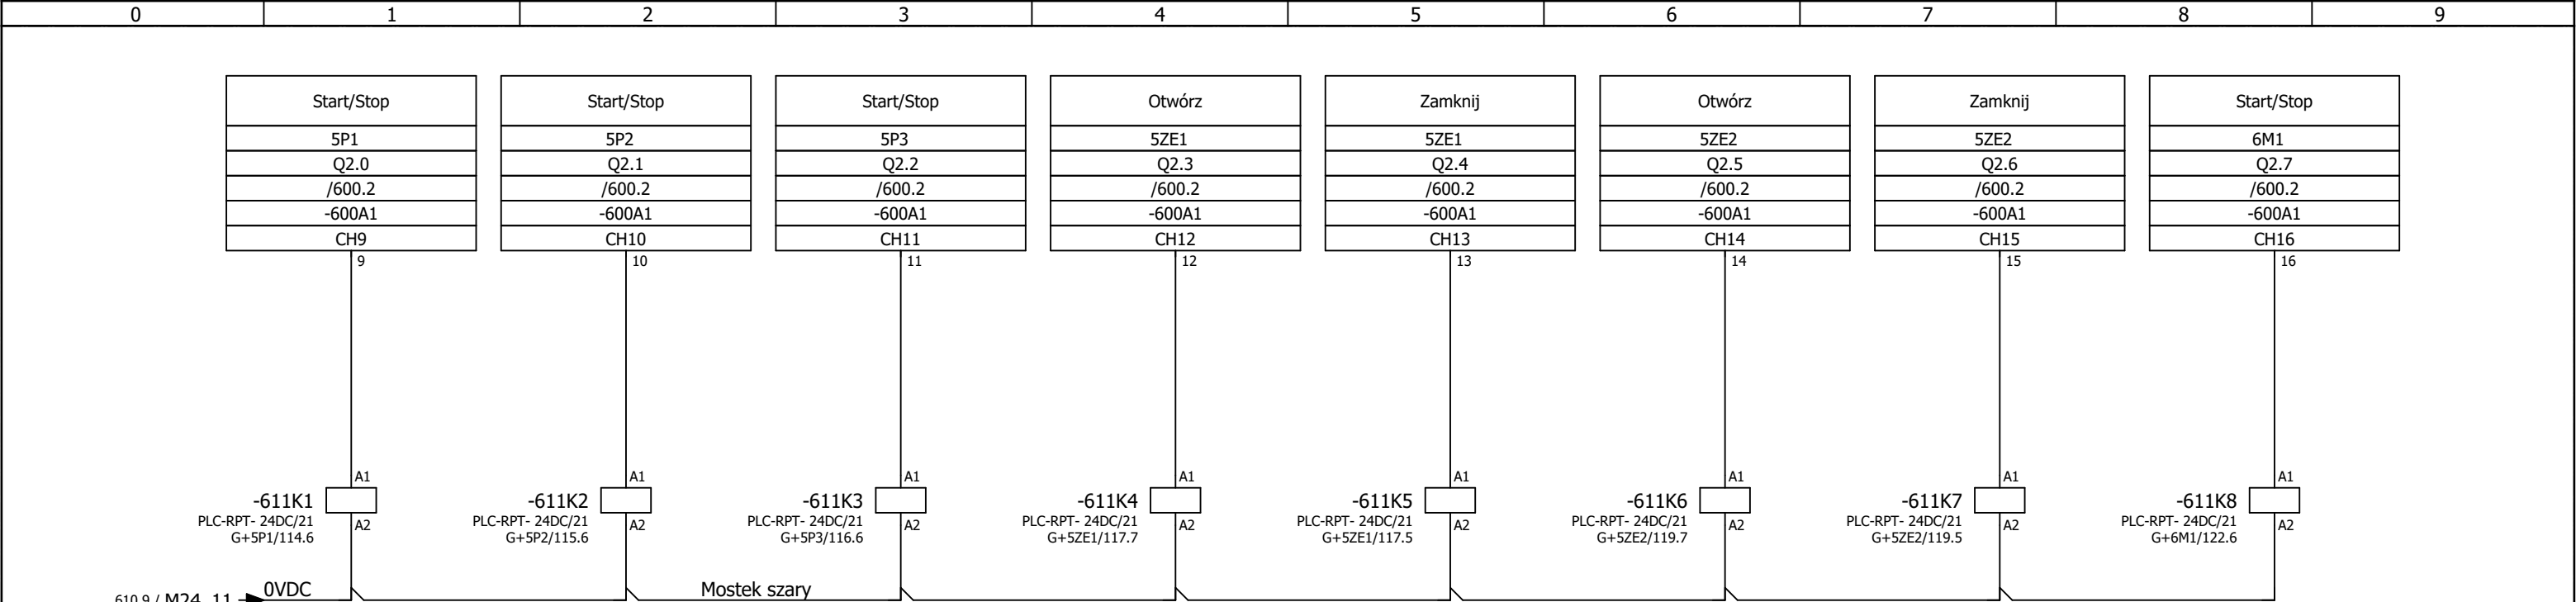 0 1 2 3 4 5 6 7 8 9
Start/Stop Start/Stop Start/Stop Otwórz Zamknij Otwórz Zamknij Start/Stop
5P1 5P2 5P3 5ZE1 5ZE1 5ZE2 5ZE2 6M1
Q2.0 Q2.1 Q2.2 Q2.3 Q2.4 Q2.5 Q2.6 Q2.7
/600.2 /600.2 /600.2 /600.2 /600.2 /600.2 /600.2 /600.2
-600A1 -600A1 -600A1 -600A1 -600A1 -600A1 -600A1 -600A1
CH9 CH10 CH11 CH12 CH13 CH14 CH15 CH16
9 10 11 12 13 14 15 16
A1 A1 A1 A1 A1 A1 A1 A1
-611K1 -611K2 -611K3 -611K4 -611K5 -611K6 -611K7 -611K8
PLC-RPT- 24DC/21 PLC-RPT- 24DC/21 PLC-RPT- 24DC/21 PLC-RPT- 24DC/21 PLC-RPT- 24DC/21 PLC-RPT- 24DC/21 PLC-RPT- 24DC/21 PLC-RPT- 24DC/21
A2 A2 A2 A2 A2 A2 A2 A2
G+5P1/114.6 G+5P2/115.6 G+5P3/116.6 G+5ZE1/117.7 G+5ZE1/117.5 G+5ZE2/119.7 G+5ZE2/119.5 G+6M1/122.6
0VDC Mostek szary
610.9 / M24_11